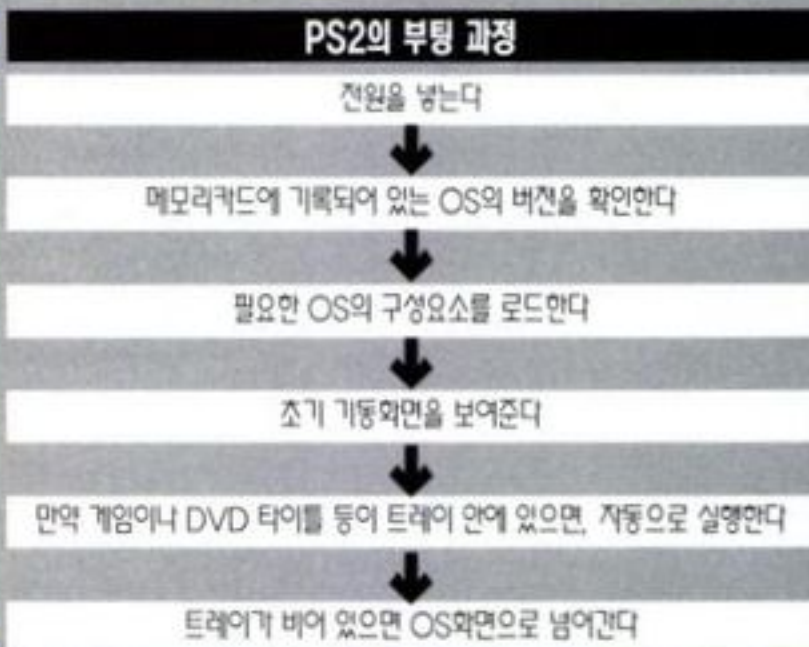 PS2의 부팅 과정
전원을 넣는다
메모리카드에 기록되어 있는 OS의 버전을 확인한다
필요한 OS의 구성요소를 로드한다
초기 기동화면을 보여준다
만약 게임이나 DVD 타이틀 등이 트레이 안에 있으면, 자동으로 실행한다
트레이가 비어 있으면 OS화면으로 넘어간다